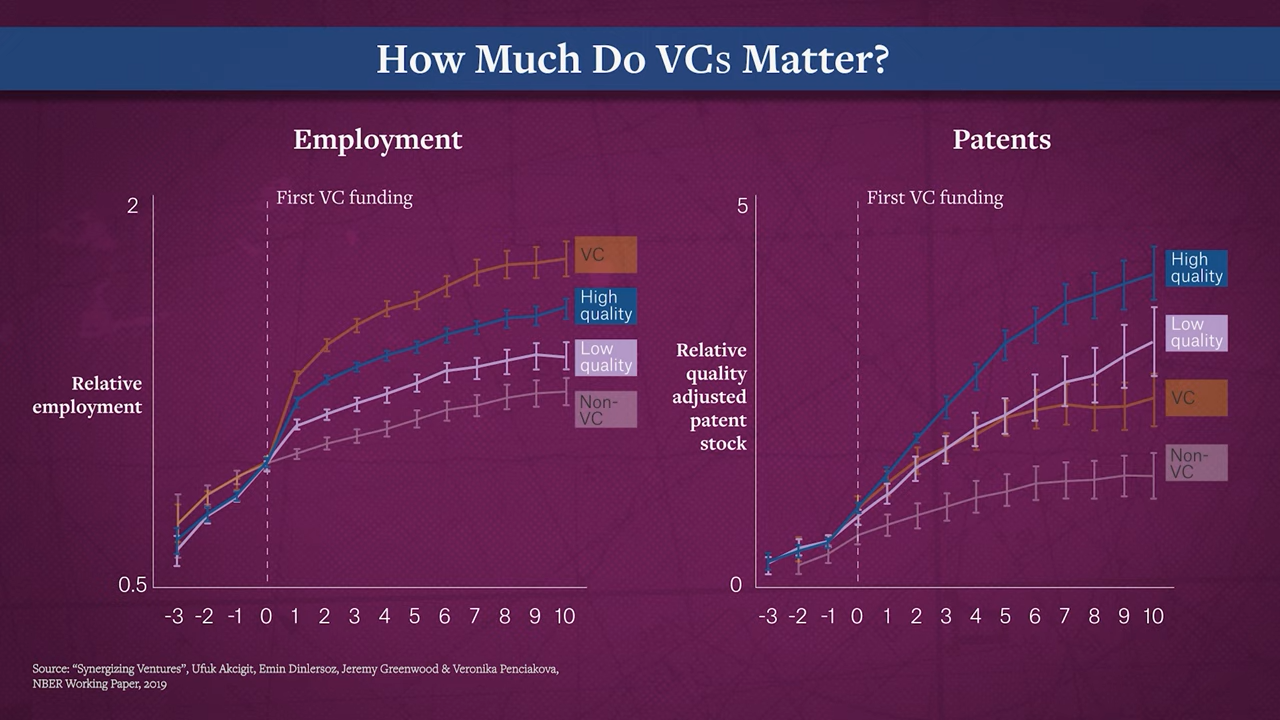 How Much Do VCs Matter?
Employment
First VC funding
2
0.5
Relative
employment
VC
High
quality
Low
quality
Non-
VC
-3 -2 -1 0 1 2 3 4 5 6 7 8 9 10
Patents
First VC funding
5
0
Relative
quality
adjusted
patent
stock
High
quality
Low
quality
VC
Non-
VC
-3 -2 -1 0 1 2 3 4 5 6 7 8 9 10
Source: “Synergizing Ventures”, Ufuk Akcigit, Emin Dinlersoz, Jeremy Greenwood & Veronika Penciakova,
NBER Working Paper, 2019